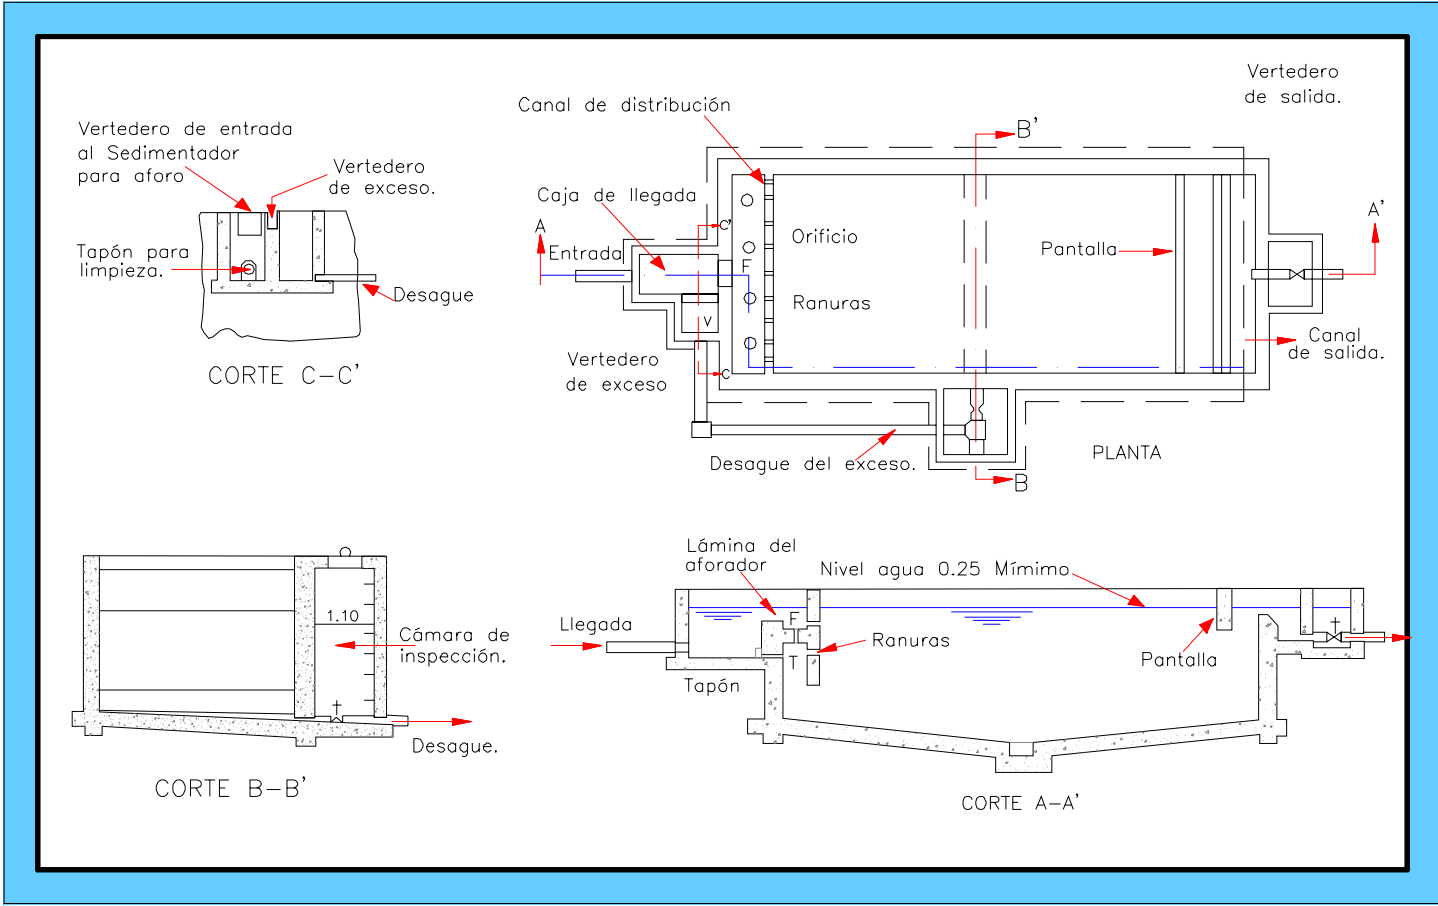 Vertedero
de salida.
Canal de distribución
B'
Vertedero de entrada
al Sedimentador
para aforo
Vertedero
de exceso.
Caja de llegada
A
C'
A'
Entrada
F
Orificio
Pantalla
Tapón para
limpieza.
Desague
Ranuras
V
Canal
de salida.
Vertedero
de exceso
C
CORTE C-C'
Desague del exceso.
PLANTA
B
Lámina del
aforador
Nivel agua 0.25 Mímimo
1.10
Llegada
F
Cámara de
inspección.
Ranuras
T
Pantalla
Tapón
Desague.
CORTE B-B'
CORTE A-A'